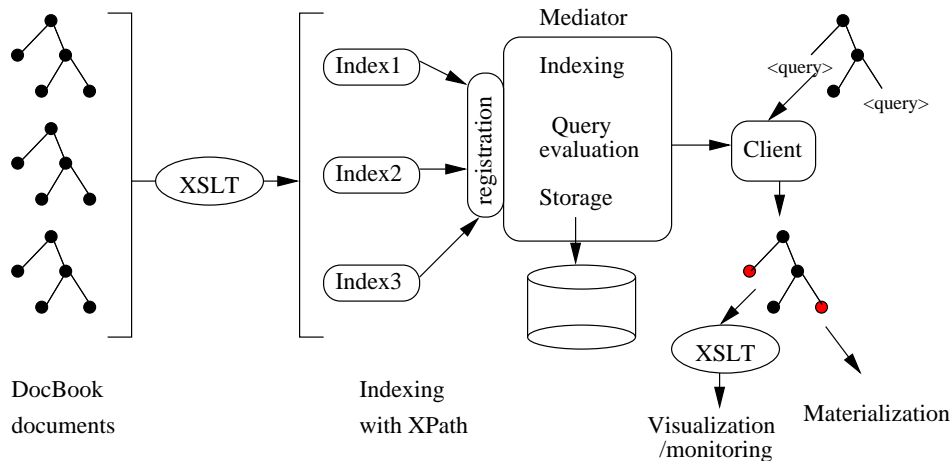 Mediator
Index1
Index2
Index3
registration
Indexing
Query
evaluation
Storage
<query>
<query>
Client
XSLT
XSLT
DocBook
documents
Indexing
with XPath
Visualization
/monitoring
Materialization